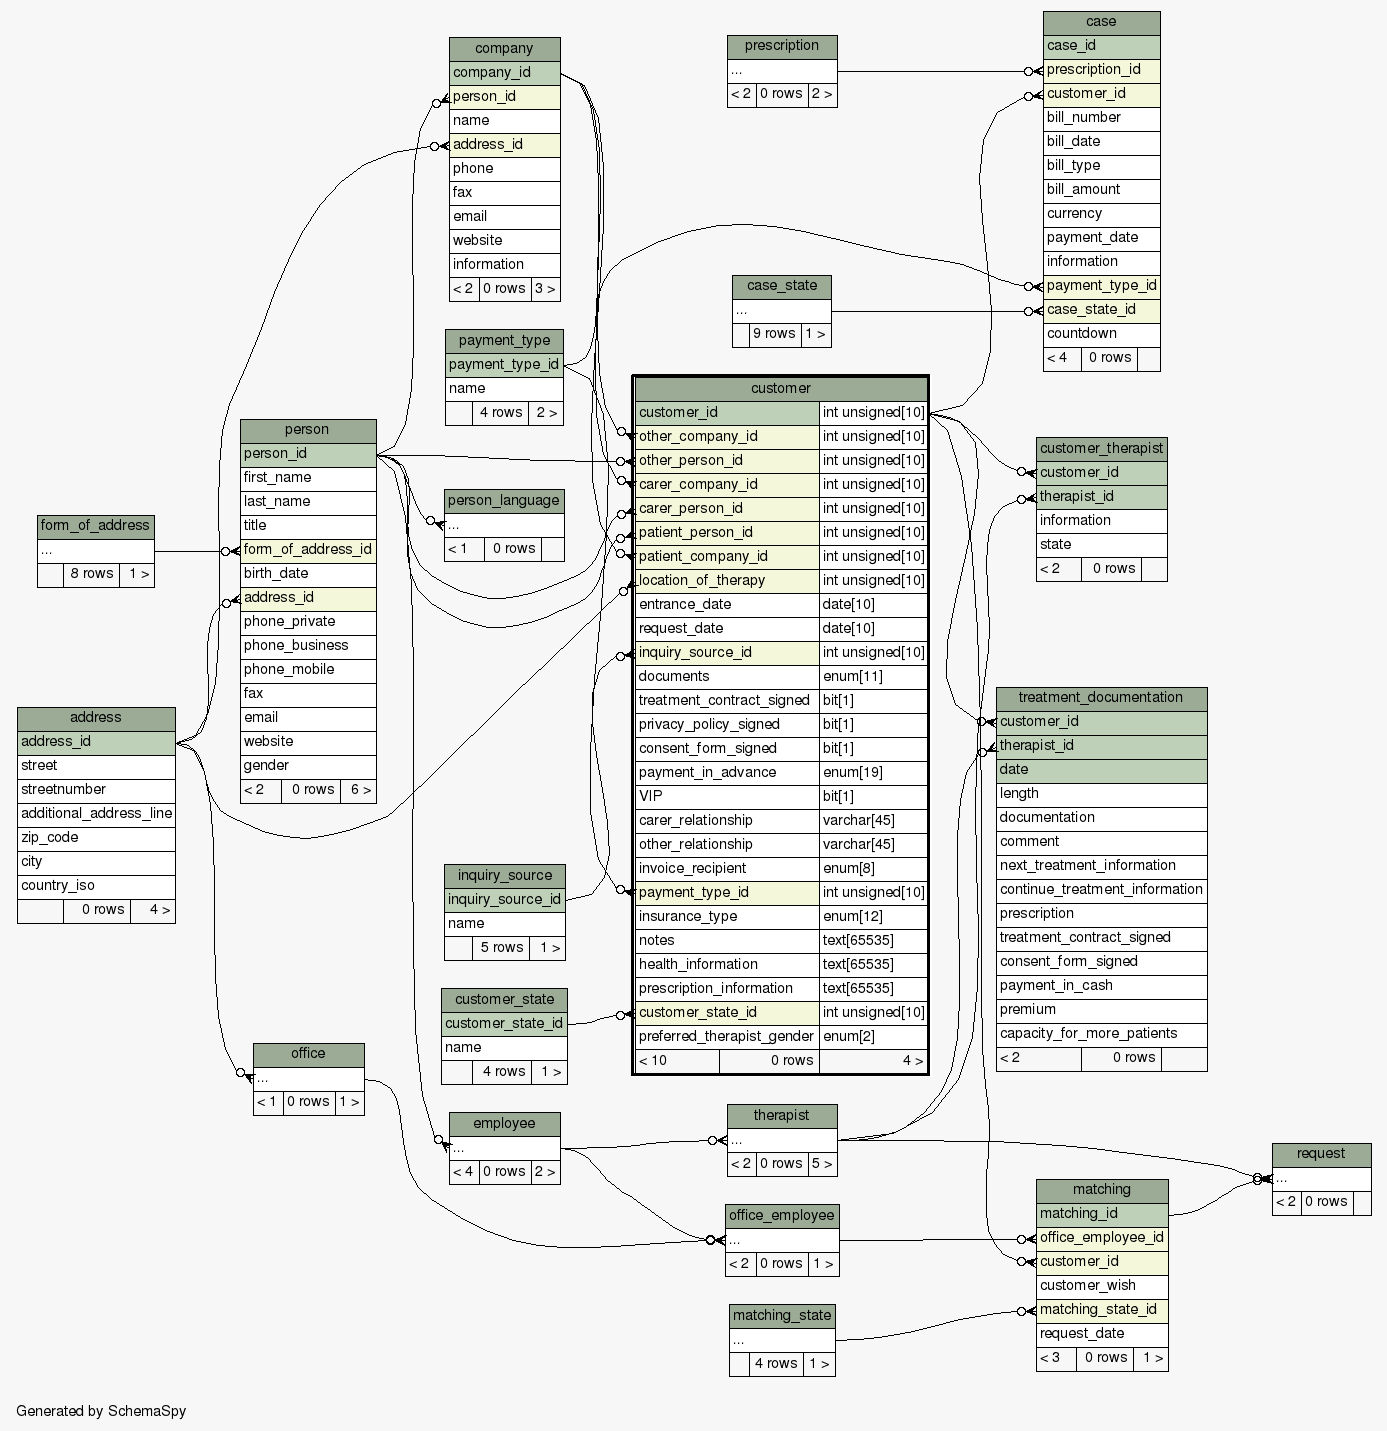 case
case_id
prescription_id
customer_id
bill_number
bill_date
bill_type
bill_amount
currency
payment_date
information
payment_type_id
case_state_id
countdown
< 4 0 rows
prescription
...
< 2 0 rows 2 >
company
company_id
person_id
name
address_id
phone
fax
email
website
information
< 2 0 rows 3 >
case_state
...
9 rows 1 >
payment_type
payment_type_id
name
4 rows 2 >
customer
customer_id int unsigned[10]
other_company_id int unsigned[10]
other_person_id int unsigned[10]
carer_company_id int unsigned[10]
carer_person_id int unsigned[10]
patient_person_id int unsigned[10]
patient_company_id int unsigned[10]
location_of_therapy int unsigned[10]
entrance_date date[10]
request_date date[10]
inquiry_source_id int unsigned[10]
documents enum[11]
treatment_contract_signed bit[1]
privacy_policy_signed bit[1]
consent_form_signed bit[1]
payment_in_advance enum[19]
VIP bit[1]
carer_relationship varchar[45]
other_relationship varchar[45]
invoice_recipient enum[8]
payment_type_id int unsigned[10]
insurance_type enum[12]
notes text[65535]
health_information text[65535]
prescription_information text[65535]
customer_state_id int unsigned[10]
preferred_therapist_gender enum[2]
< 10 0 rows 4 >
person
person_id
first_name
last_name
title
form_of_address_id
birth_date
address_id
phone_private
phone_business
phone_mobile
fax
email
website
gender
< 2 0 rows 6 >
customer_therapist
customer_id
therapist_id
information
state
< 2 0 rows
person_language
...
< 1 0 rows
form_of_address
...
8 rows 1 >
treatment_documentation
customer_id
therapist_id
date
length
documentation
comment
next_treatment_information
continue_treatment_information
prescription
treatment_contract_signed
consent_form_signed
payment_in_cash
premium
capacity_for_more_patients
< 2 0 rows
address
address_id
street
streetnumber
additional_address_line
zip_code
city
country_iso
0 rows 4 >
inquiry_source
inquiry_source_id
name
5 rows 1 >
customer_state
customer_state_id
name
4 rows 1 >
office
...
< 1 0 rows 1 >
employee
...
< 4 0 rows 2 >
therapist
...
< 2 0 rows 5 >
request
...
< 2 0 rows
matching
matching_id
office_employee_id
customer_id
customer_wish
matching_state_id
request_date
< 3 0 rows 1 >
office_employee
...
< 2 0 rows 1 >
matching_state
...
4 rows 1 >
Generated by SchemaSpy